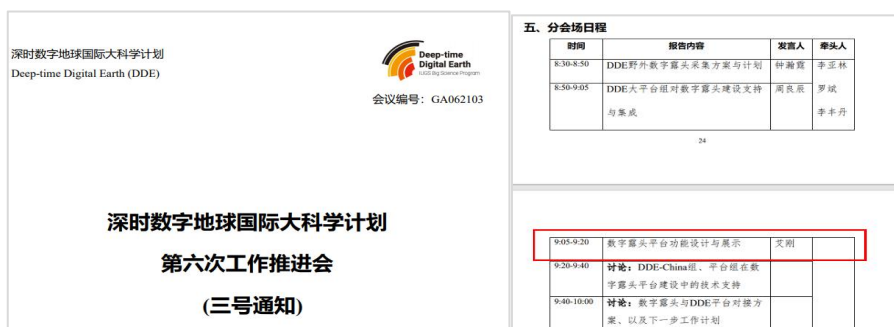 深时数字地球国际大科学计划
Deep-time Digital Earth (DDE)
Deep-time
Digital Earth
IUGS Big Science Program
会议编号：GA062103
深时数字地球国际大科学计划
第六次工作推进会
(三号通知)
五、分会场日程
时间 报告内容 发言人 牵头人
8:30-8:50 DDE野外数字露头采集方案与计划 钟瀚霆 李亚林
8:50-9:05 DDE大平台组对数字露头建设支持 周良辰 罗斌
与集成 李丰丹
24
9:05-9:20 数字露头平台功能设计与展示 艾刚
9:20-9:40 讨论：DDE-China组、平台组在数
字露头平台建设中的技术支持
9:40-10:00 讨论：数字露头与DDE平台对接方
案、以及下一步工作计划